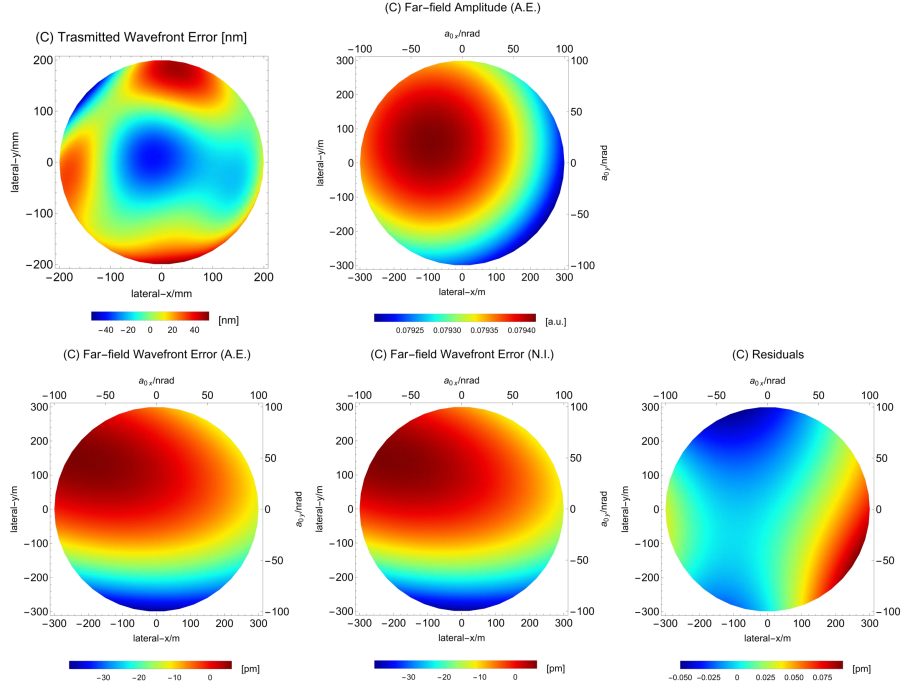 (C) Trasmitted Wavefront Error [nm]
200
100
0
−100
−200
lateral−y/mm
−200 −100 0 100 200
lateral−x/mm
−40 −20 0 20 40
[nm]
(C) Far−field Amplitude (A.E.)
a0x/nrad
−100 −50 0 50 100
300
200
100
0
−100
−200
−300
lateral−y/m
100
50
0
−50
−100
a0y/nrad
−300 −200 −100 0 100 200 300
lateral−x/m
0.07925 0.07930 0.07935 0.07940
[a.u.]
(C) Far−field Wavefront Error (A.E.)
a0x/nrad
−100 −50 0 50 100
300
200
100
0
−100
−200
−300
lateral−y/m
100
50
0
−50
−100
a0y/nrad
−300 −200 −100 0 100 200 300
lateral−x/m
−30 −20 −10 0
[pm]
(C) Far−field Wavefront Error (N.I.)
a0x/nrad
−100 −50 0 50 100
300
200
100
0
−100
−200
−300
lateral−y/m
100
50
0
−50
−100
a0y/nrad
−300 −200 −100 0 100 200 300
lateral−x/m
−30 −20 −10 0
[pm]
(C) Residuals
a0x/nrad
−100 −50 0 50 100
300
200
100
0
−100
−200
−300
lateral−y/m
100
50
0
−50
−100
a0y/nrad
−300 −200 −100 0 100 200 300
lateral−x/m
−0.050 −0.025 0 0.025 0.050 0.075
[pm]